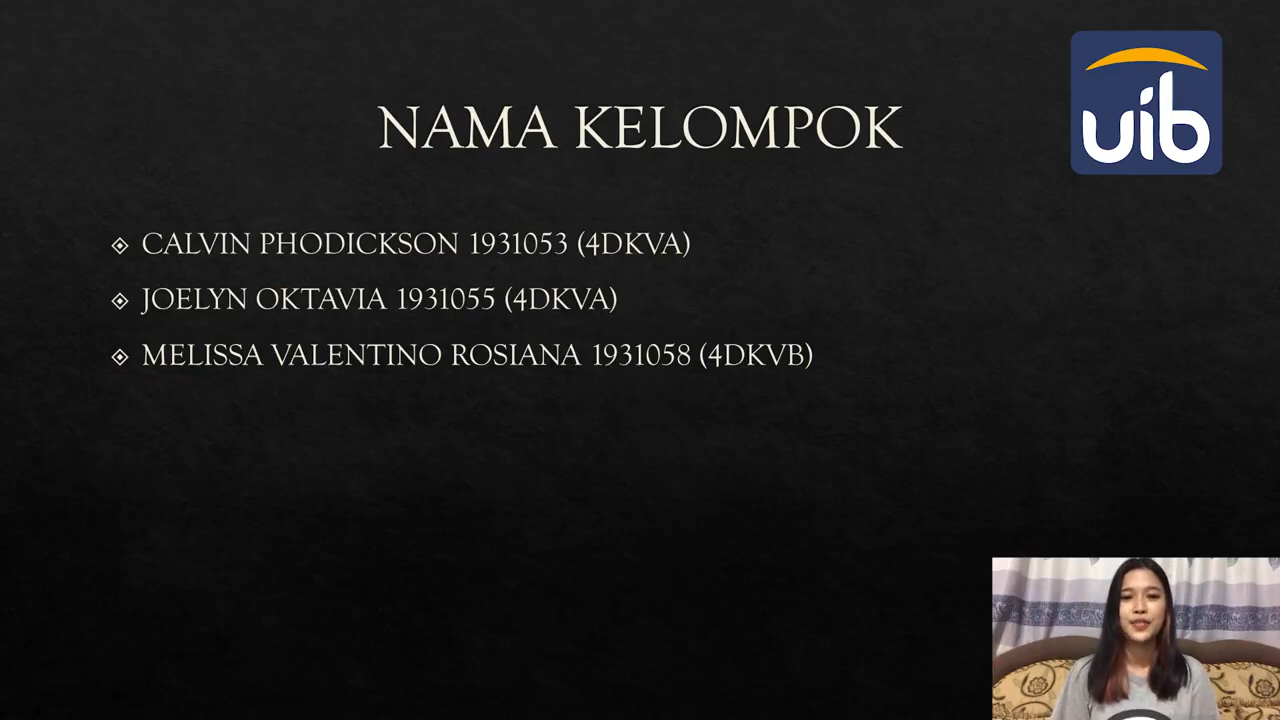 uib
NAMA KELOMPOK
CALVIN PHODICKSON 1931053 (4DKVA)
JOELYN OKTAVIA 1931055 (4DKVA)
MELISSA VALENTINO ROSIANA 1931058 (4DKVB)